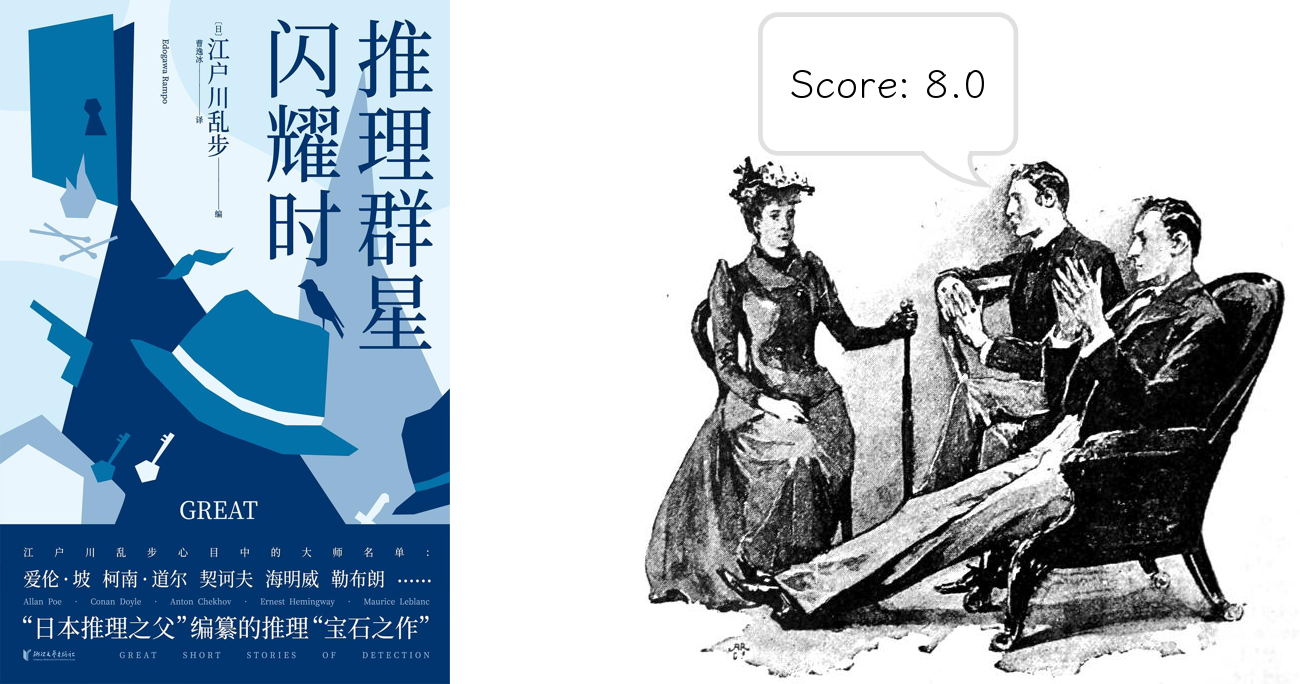 推理群星
闪耀时
[日]江户川乱步——编
曹逸冰——译
Edogawa Rampo
GREAT
江户川乱步心目中的大师名单：
爱伦·坡 柯南·道尔 契诃夫 海明威 勒布朗 ……
Allan Poe · Conan Doyle · Anton Chekhov · Ernest Hemingway · Maurice Leblanc
“日本推理之父”编纂的推理“宝石之作”
浙江文艺出版社
GREAT SHORT STORIES OF DETECTION
Score: 8.0